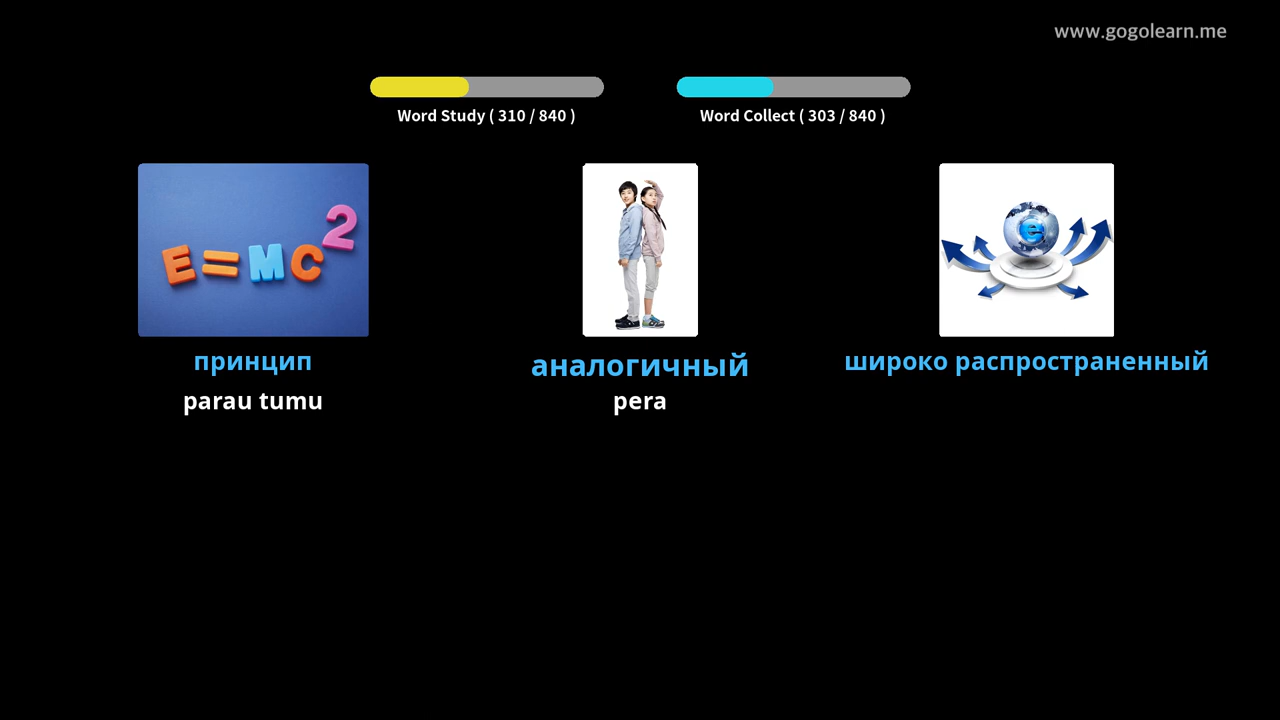 www.gogolearn.me
Word Study ( 310 / 840 )
Word Collect ( 303 / 840 )
E=MC2
принцип
аналогичный
широко распространенный
parau tumu
pera
e